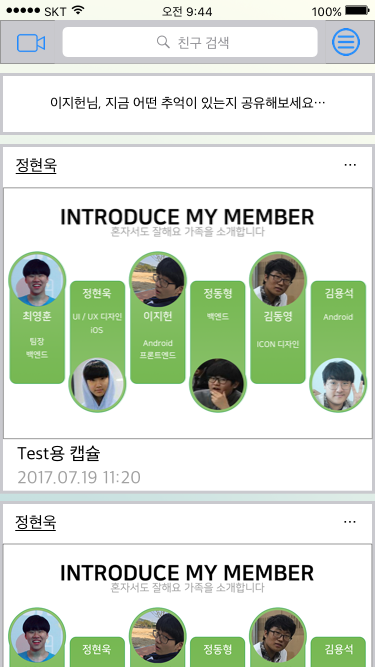 SKT 오전 9:44 100%
친구 검색
이지헌님, 지금 어떤 추억이 있는지 공유해보세요…
정현욱 …
INTRODUCE MY MEMBER
혼자서도 잘해요 가족을 소개합니다
최영훈
팀장
백엔드
정현욱
UI / UX 디자인
iOS
이지헌
Android
프론트엔드
정동형
백엔드
김동영
ICON 디자인
김용석
Android
Test용 캡슐
2017.07.19 11:20
정현욱 …
INTRODUCE MY MEMBER
혼자서도 잘해요 가족을 소개합니다
정현욱 정동형 김용석